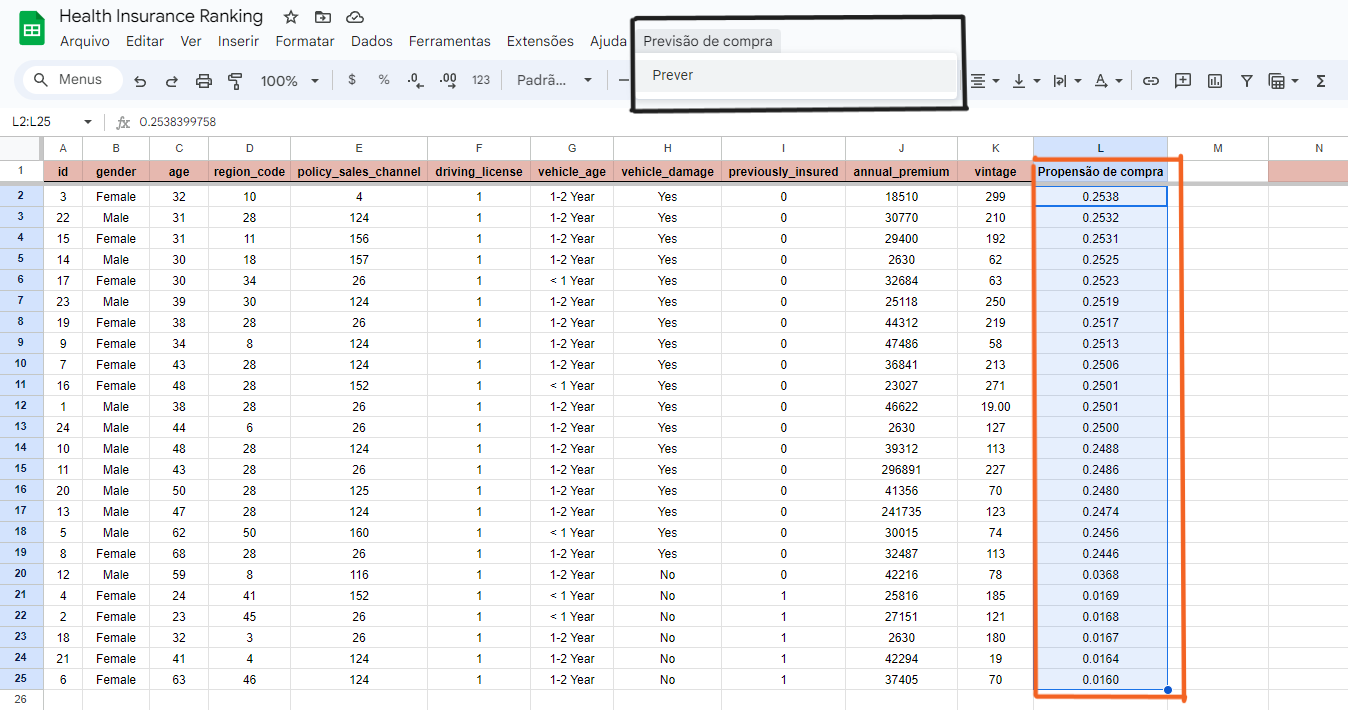 Health Insurance Ranking
Arquivo Editar Ver Inserir Formatar Dados Ferramentas Extensões Ajuda Previsão de compra
Prever
Menus 100% $ % .0 .00 123 Padrã...
L2:L25 fx 0.2538399758
A B C D E F G H I J K L M N
1 id gender age region_code policy_sales_channel driving_license vehicle_age vehicle_damage previously_insured annual_premium vintage Propensão de compra
2 3 Female 32 10 4 1 1-2 Year Yes 0 18510 299 0.2538
3 22 Male 31 28 124 1 1-2 Year Yes 0 30770 210 0.2532
4 15 Female 31 11 156 1 1-2 Year Yes 0 29400 192 0.2531
5 14 Male 30 18 157 1 1-2 Year Yes 0 2630 62 0.2525
6 17 Female 30 34 26 1 < 1 Year Yes 0 32684 63 0.2523
7 23 Male 39 30 124 1 1-2 Year Yes 0 25118 250 0.2519
8 19 Female 38 28 26 1 1-2 Year Yes 0 44312 219 0.2517
9 9 Female 34 8 124 1 1-2 Year Yes 0 47486 58 0.2513
10 7 Female 43 28 124 1 1-2 Year Yes 0 36841 213 0.2506
11 16 Female 48 28 152 1 < 1 Year Yes 0 23027 271 0.2501
12 1 Male 38 28 26 1 1-2 Year Yes 0 46622 19.00 0.2501
13 24 Male 44 6 26 1 1-2 Year Yes 0 2630 127 0.2500
14 10 Male 48 28 124 1 1-2 Year Yes 0 39312 113 0.2488
15 11 Male 43 28 26 1 1-2 Year Yes 0 296891 227 0.2486
16 20 Male 50 28 125 1 1-2 Year Yes 0 41356 70 0.2480
17 13 Male 47 28 124 1 1-2 Year Yes 0 241735 123 0.2474
18 5 Male 62 50 160 1 < 1 Year Yes 0 30015 74 0.2456
19 8 Female 68 28 26 1 1-2 Year Yes 0 32487 113 0.2446
20 12 Male 59 8 116 1 1-2 Year No 0 42216 78 0.0368
21 4 Female 24 41 152 1 < 1 Year No 1 25816 185 0.0169
22 2 Female 23 45 26 1 < 1 Year No 1 27151 121 0.0168
23 18 Female 32 3 26 1 1-2 Year No 1 2630 180 0.0167
24 21 Female 41 4 124 1 1-2 Year No 1 42294 19 0.0164
25 6 Female 63 46 124 1 1-2 Year No 1 37405 70 0.0160
26